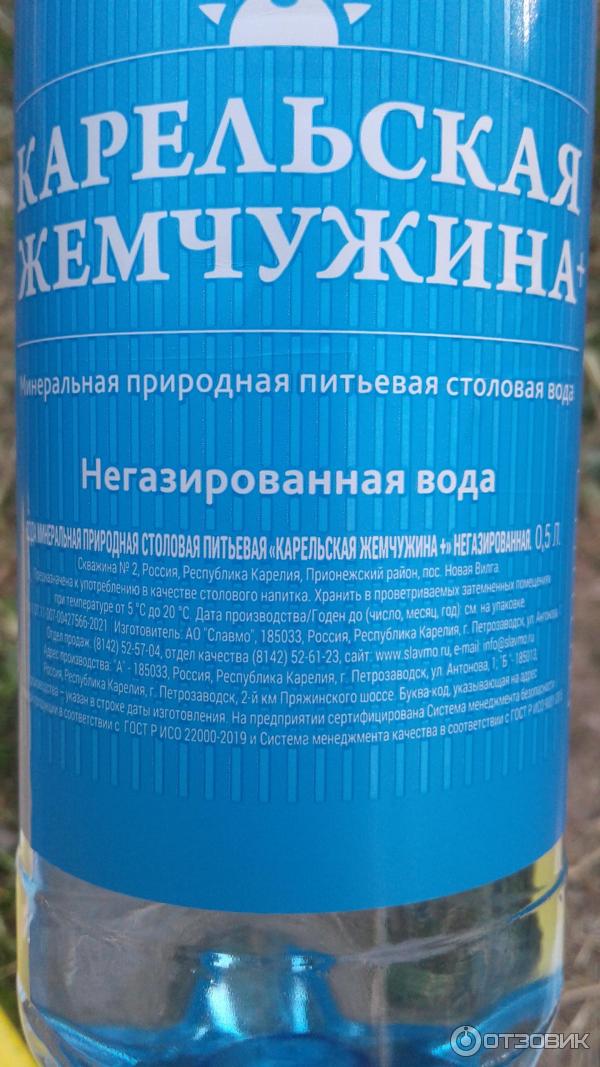 КАРЕЛЬСКАЯ
ЖЕМЧУЖИНА+
Минеральная природная питьевая столовая вода
Негазированная вода
ВОДА МИНЕРАЛЬНАЯ ПРИРОДНАЯ СТОЛОВАЯ ПИТЬЕВАЯ «КАРЕЛЬСКАЯ ЖЕМЧУЖИНА +» НЕГАЗИРОВАННАЯ. 0,5 Л.
Скважина № 2, Россия, Республика Карелия, Прионежский район, пос. Новая Вилга.
Предназначена к употреблению в качестве столового напитка. Хранить в проветриваемых затемненных помещениях
при температуре от 5 °С до 20 °С. Дата производства/Годен до (число, месяц, год) см. на упаковке.
11-007-00427566-2021 Изготовитель: АО "Славмо", 185033, Россия, Республика Карелия, г. Петрозаводск, ул. Антонова
Отдел продаж: (8142) 52-57-04, отдел качества (8142) 52-61-23, сайт: www.slavmo.ru, e-mail: info@slavmo.ru
Адрес производства: "А" - 185033, Россия, Республика Карелия, г. Петрозаводск, ул. Антонова, 1; "Б" - 185013,
Россия, Республика Карелия, г. Петрозаводск, 2-й км Пряжинского шоссе. Буква-код, указывающая на адрес
производства – указан в строке даты изготовления. На предприятии сертифицирована Система менеджмента безопасности
продукции в соответствии с ГОСТ Р ИСО 22000-2019 и Система менеджмента качества в соответствии с ГОСТ Р ИСО
ОТЗОВИК